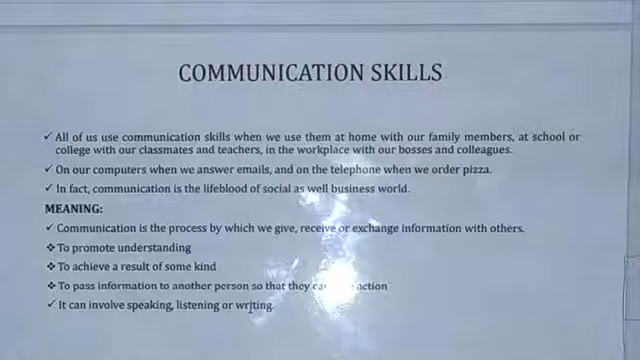 COMMUNICATION SKILLS
✓ All of us use communication skills when we use them at home with our family members, at school or
college with our classmates and teachers, in the workplace with our bosses and colleagues.
✓ On our computers when we answer emails, and on the telephone when we order pizza.
✓ In fact, communication is the lifeblood of social as well business world.
MEANING:
✓ Communication is the process by which we give, receive or exchange information with others.
❖ To promote understanding
❖ To achieve a result of some kind
❖ To pass information to another person so that they action
✓ It can involve speaking, listening or writing.